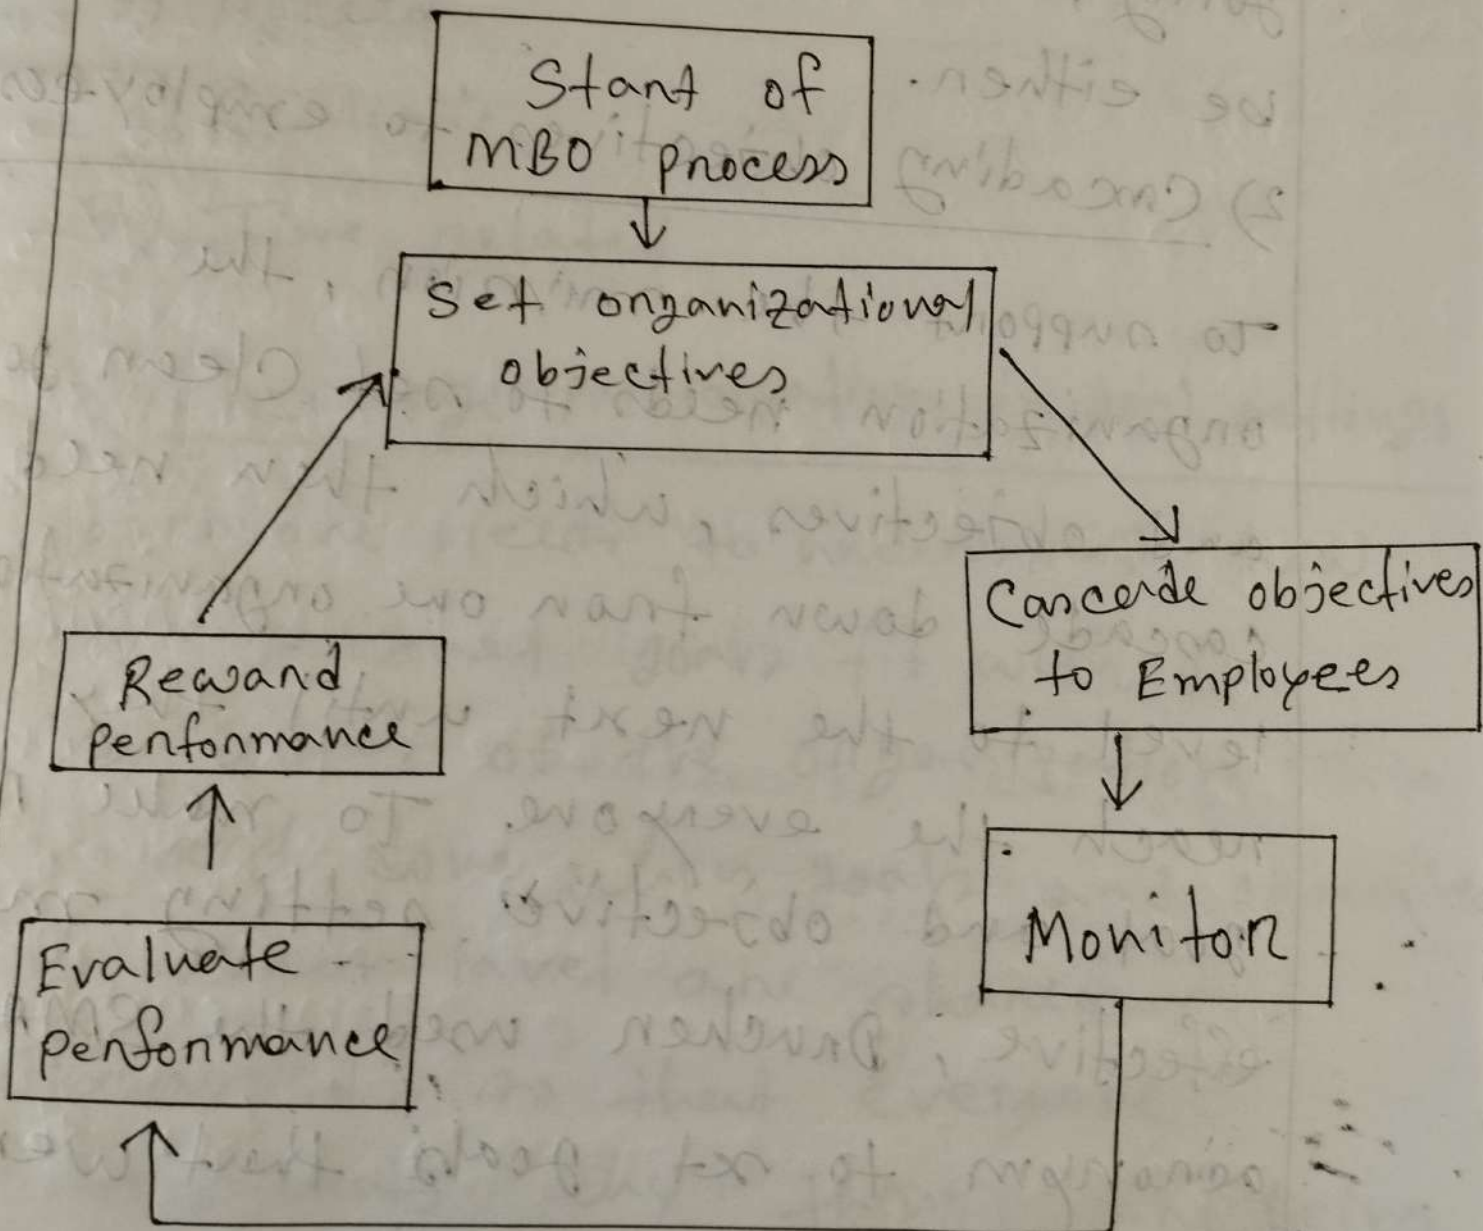 Start of
MBO process
Set organizational
objectives
Cascade objectives
to Employees
Monitor
Evaluate
performance
Reward
performance